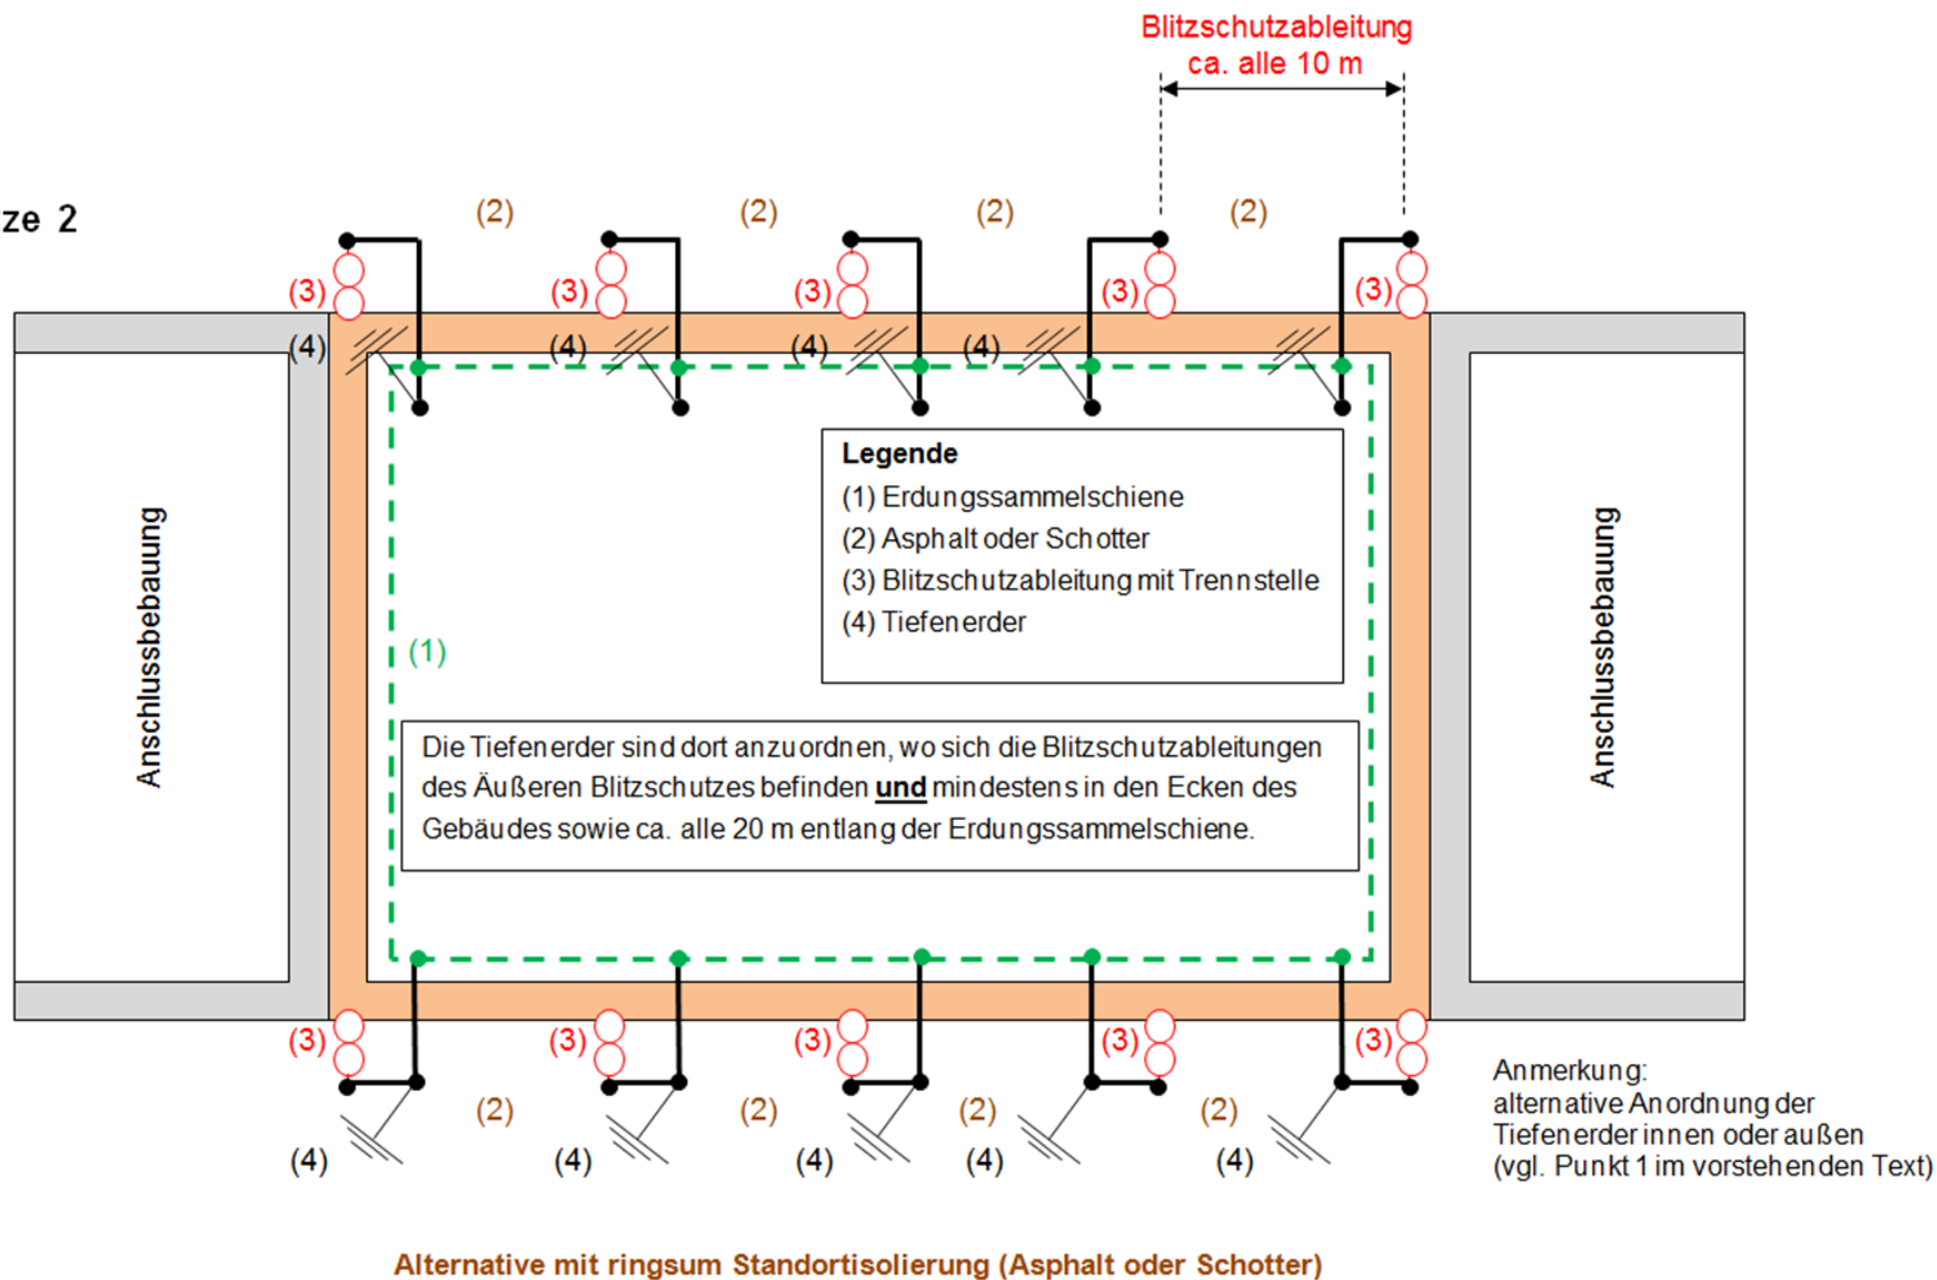 Blitzschutzableitung
ca. alle 10 m
ze 2
(2) (2) (2) (2)
(3) (3) (3) (3) (3)
(4) (4) (4) (4)
Legende
(1) Erdungssammelschiene
(2) Asphalt oder Schotter
(3) Blitzschutzableitung mit Trennstelle
(4) Tiefenerder
Anschlussbebauung
Anschlussbebauung
(1)
Die Tiefenerder sind dort anzuordnen, wo sich die Blitzschutzableitungen
des Äußeren Blitzschutzes befinden und mindestens in den Ecken des
Gebäudes sowie ca. alle 20 m entlang der Erdungssammelschiene.
(3) (3) (3) (3) (3)
(2) (2) (2) (2)
(4) (4) (4) (4) (4)
Anmerkung:
alternative Anordnung der
Tiefenerder innen oder außen
(vgl. Punkt 1 im vorstehenden Text)
Alternative mit ringsum Standortisolierung (Asphalt oder Schotter)